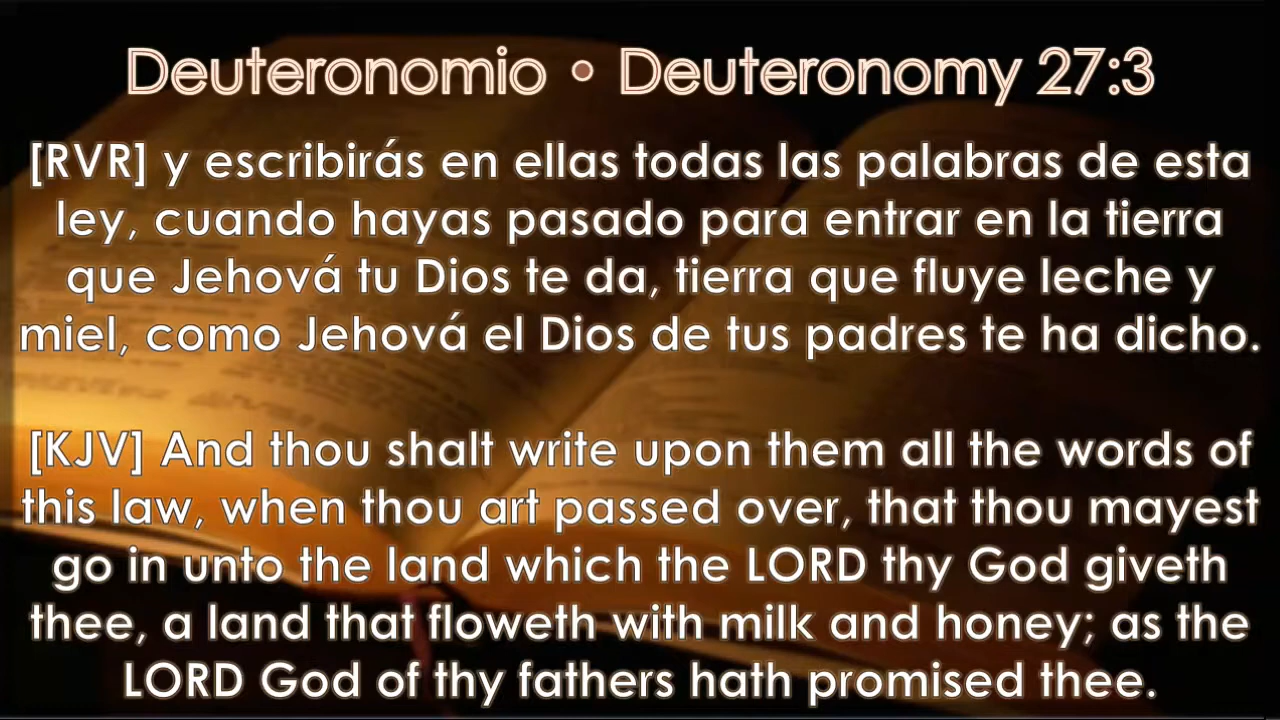 Deuteronomio • Deuteronomy 27:3
[RVR] y escribirás en ellas todas las palabras de esta
ley, cuando hayas pasado para entrar en la tierra
que Jehová tu Dios te da, tierra que fluye leche y
miel, como Jehová el Dios de tus padres te ha dicho.
[KJV] And thou shalt write upon them all the words of
this law, when thou art passed over, that thou mayest
go in unto the land which the LORD thy God giveth
thee, a land that floweth with milk and honey; as the
LORD God of thy fathers hath promised thee.